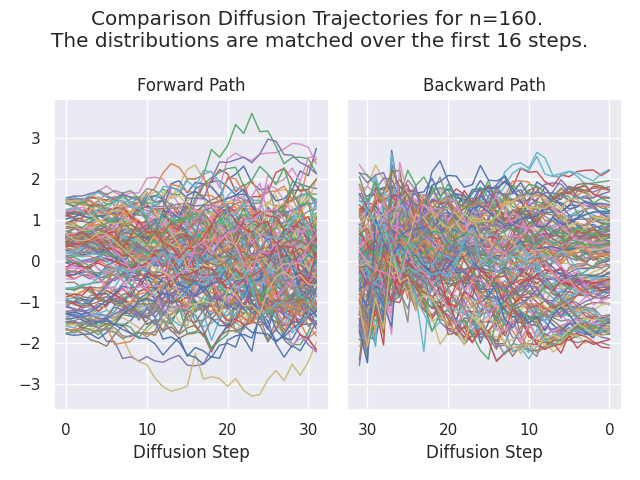 Comparison Diffusion Trajectories for n=160.
The distributions are matched over the first 16 steps.
Forward Path
Backward Path
3
2
1
0
−1
−2
−3
0 10 20 30
30 20 10 0
Diffusion Step
Diffusion Step